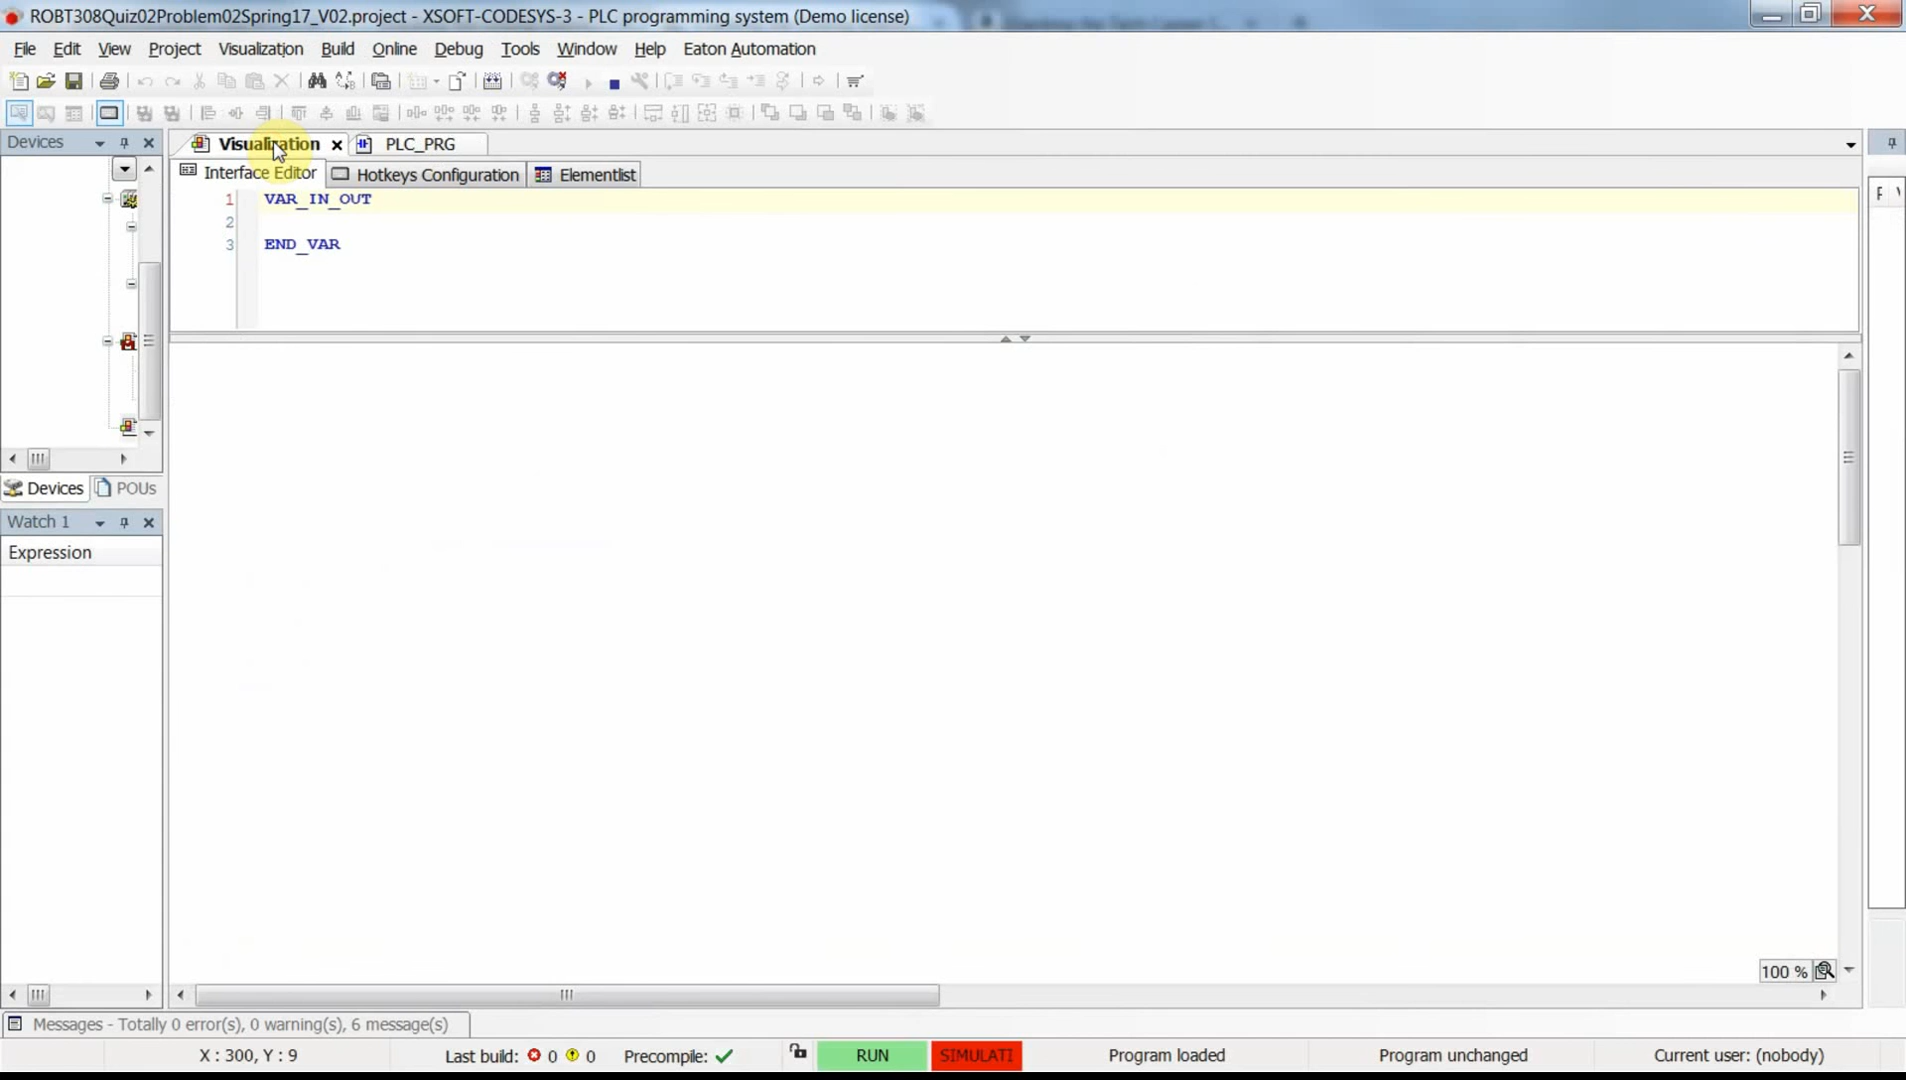 ROBT308Quiz02Problem02Spring17_V02.project - XSOFT-CODESYS-3 - PLC programming system (Demo license)
File Edit View Project Visualization Build Online Debug Tools Window Help Eaton Automation
Devices
Visualization
PLC_PRG
Interface Editor
Hotkeys Configuration
Elementlist
1 VAR_IN_OUT
2
3 END_VAR
Devices
POUs
Watch 1
Expression
100 %
Messages - Totally 0 error(s), 0 warning(s), 6 message(s)
X : 300, Y : 9
Last build: 0 0
Precompile:
RUN
SIMULATI
Program loaded
Program unchanged
Current user: (nobody)